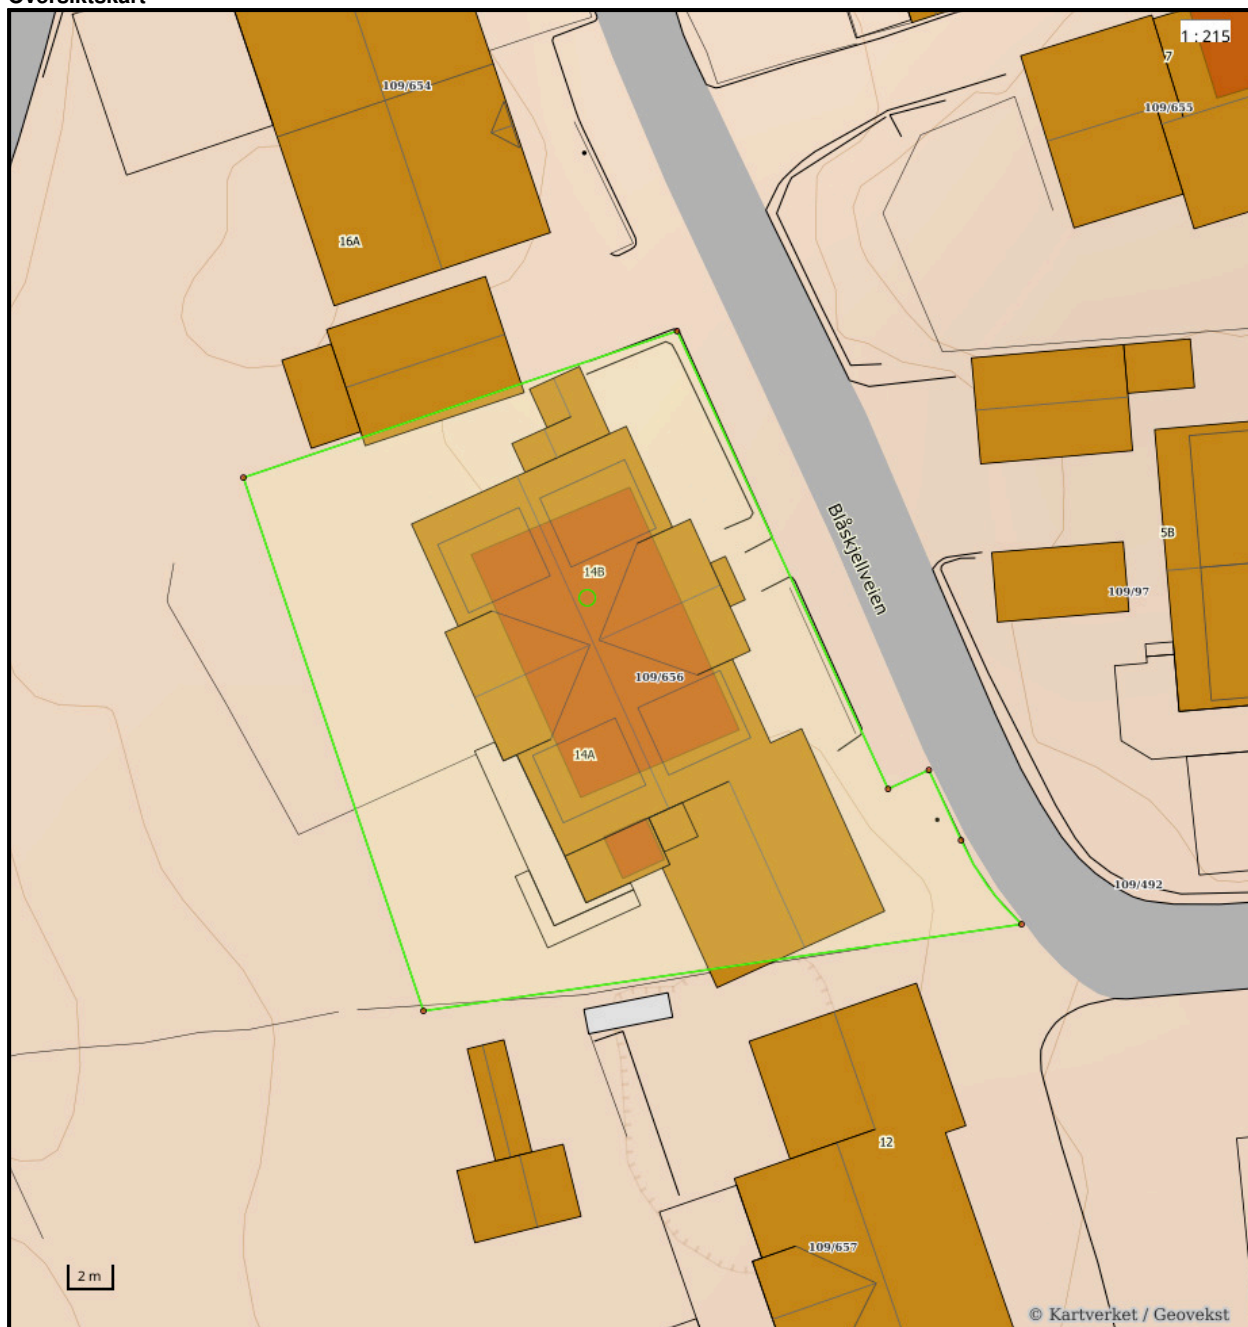 Oversiktskart
1 : 215
7
109/654
109/655
16A
Blåskjellveien
5B
14B
109/97
109/656
14A
109/492
12
109/657
2 m
© Kartverket / Geovekst